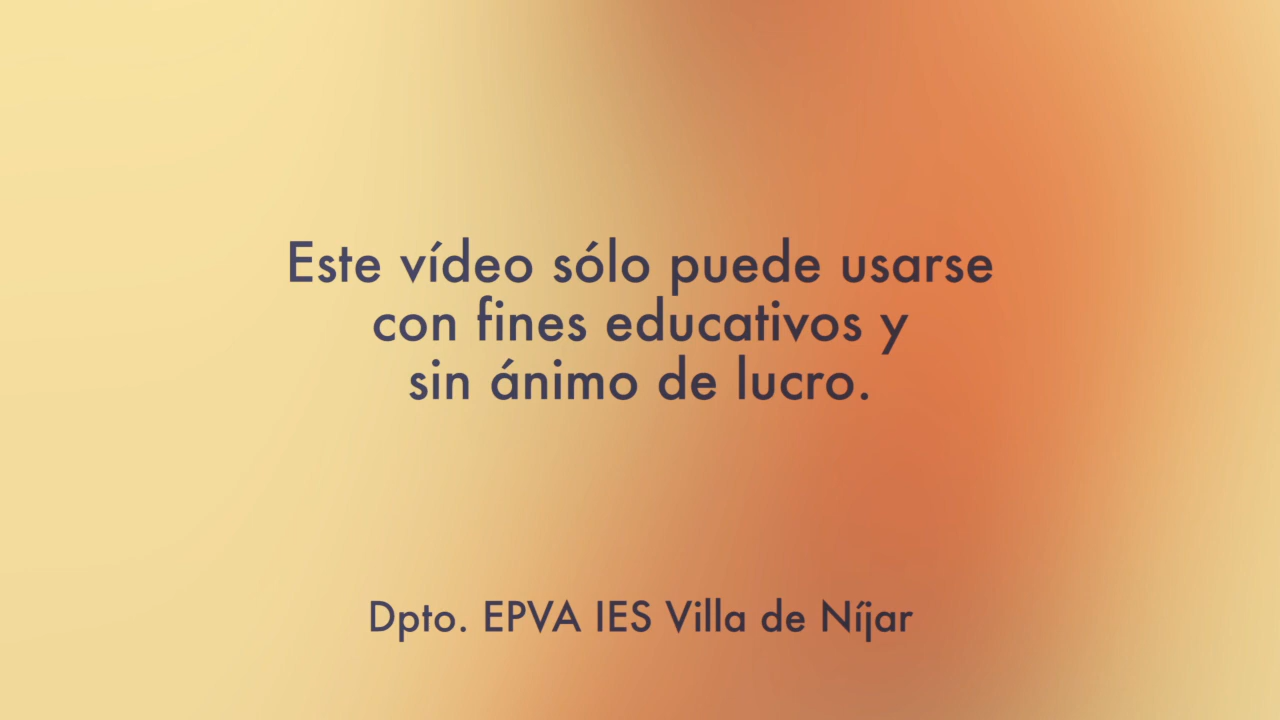 Este vídeo sólo puede usarse
con fines educativos y
sin ánimo de lucro.
Dpto. EPVA IES Villa de Níjar